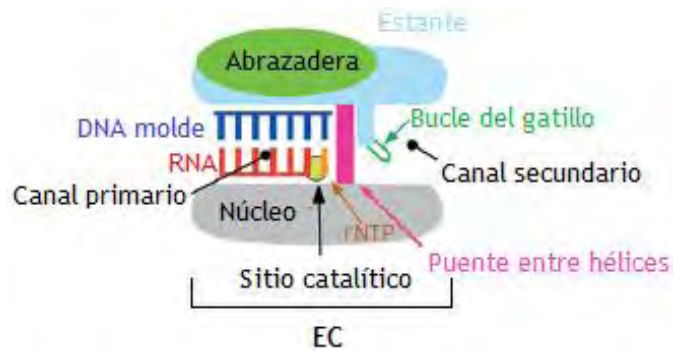 Estante
Abrazadera
DNA molde
Bucle del gatillo
RNA
Canal secundario
Canal primario
Núcleo
rNTP
Puente entre hélices
Sitio catalítico
EC